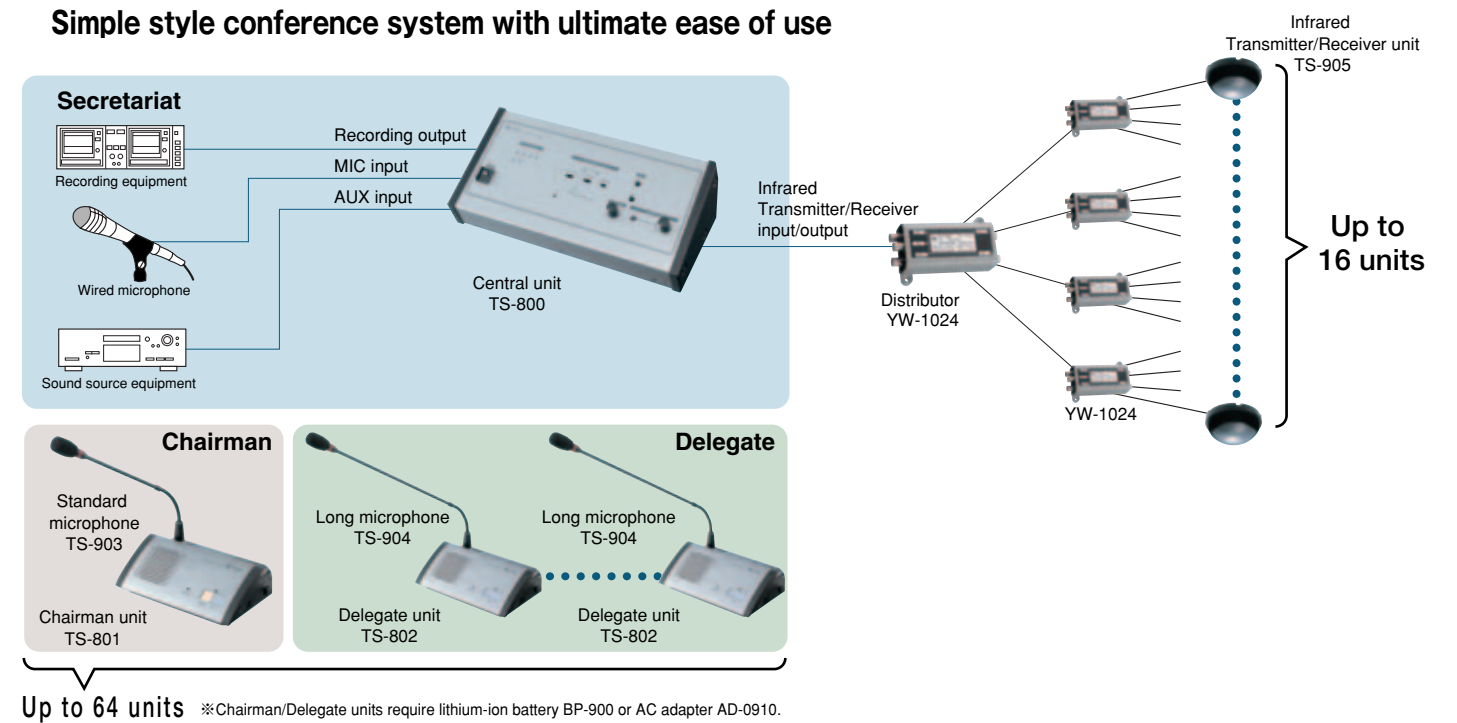 Simple style conference system with ultimate ease of use
Secretariat
Recording equipment
Wired microphone
Sound source equipment
Recording output
MIC input
AUX input
Central unit
TS-800
Infrared
Transmitter/Receiver
input/output
Distributor
YW-1024
YW-1024
Infrared
Transmitter/Receiver unit
TS-905
Up to
16 units
Chairman
Standard
microphone
TS-903
Chairman unit
TS-801
Delegate
Long microphone
TS-904
Delegate unit
TS-802
Long microphone
TS-904
Delegate unit
TS-802
Up to 64 units
※Chairman/Delegate units require lithium-ion battery BP-900 or AC adapter AD-0910.